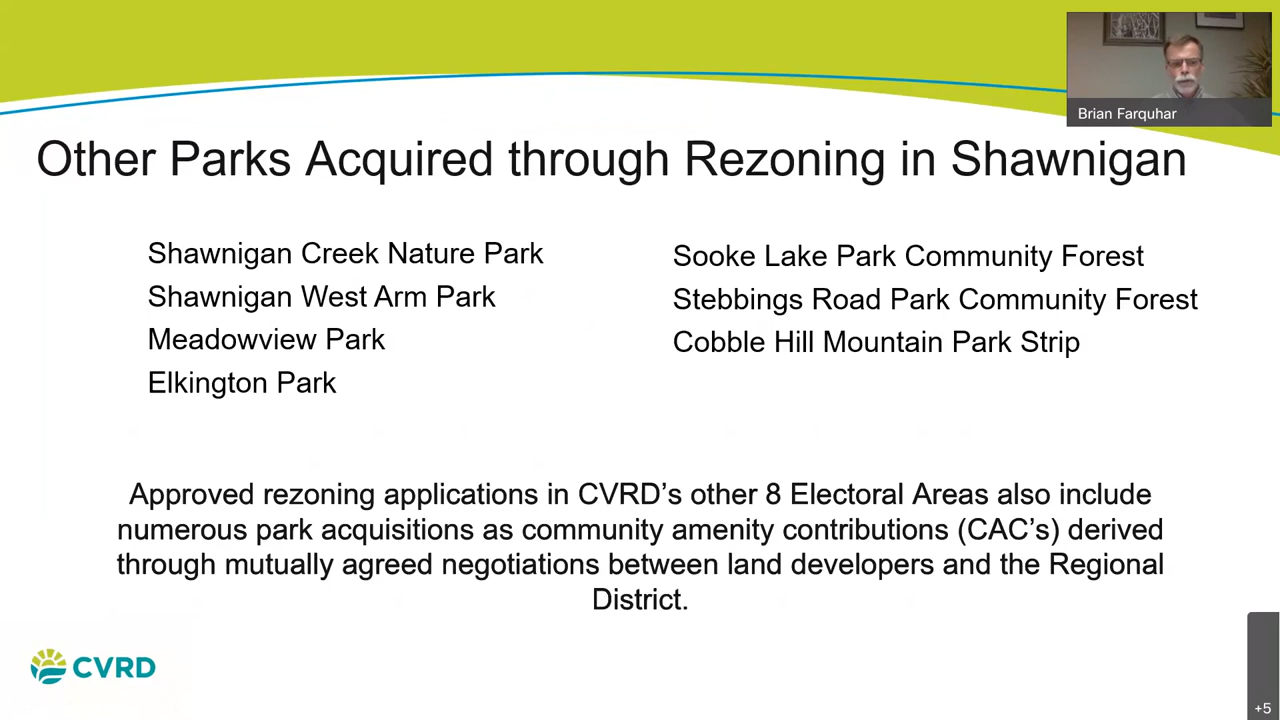 Brian Farquhar
Other Parks Acquired through Rezoning in Shawnigan
Shawnigan Creek Nature Park
Shawnigan West Arm Park
Meadowview Park
Elkington Park
Sooke Lake Park Community Forest
Stebbings Road Park Community Forest
Cobble Hill Mountain Park Strip
Approved rezoning applications in CVRD’s other 8 Electoral Areas also include
numerous park acquisitions as community amenity contributions (CAC’s) derived
through mutually agreed negotiations between land developers and the Regional
District.
CVRD
+5